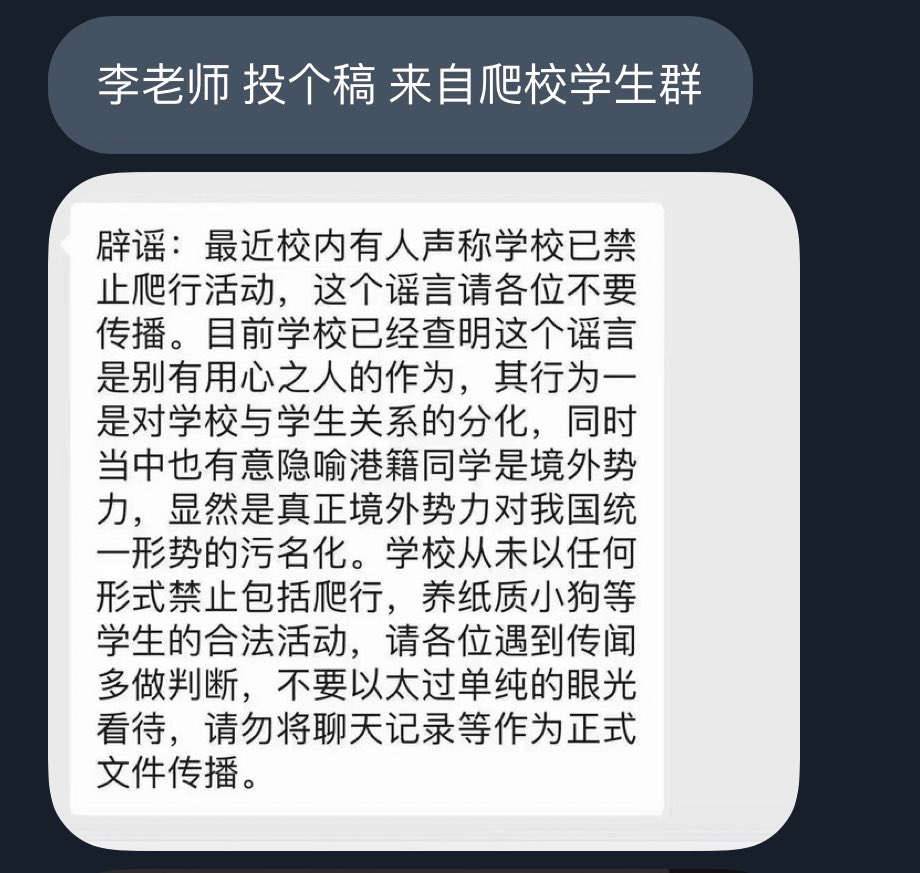 李老师 投个稿 来自爬校学生群
辟谣：最近校内有人声称学校已禁
止爬行活动，这个谣言请各位不要
传播。目前学校已经查明这个谣言
是别有用心之人的作为，其行为一
是对学校与学生关系的分化，同时
当中也有意隐喻港籍同学是境外势
力，显然是真正境外势力对我国统
一形势的污名化。学校从未以任何
形式禁止包括爬行，养纸质小狗等
学生的合法活动，请各位遇到传闻
多做判断，不要以太过单纯的眼光
看待，请勿将聊天记录等作为正式
文件传播。